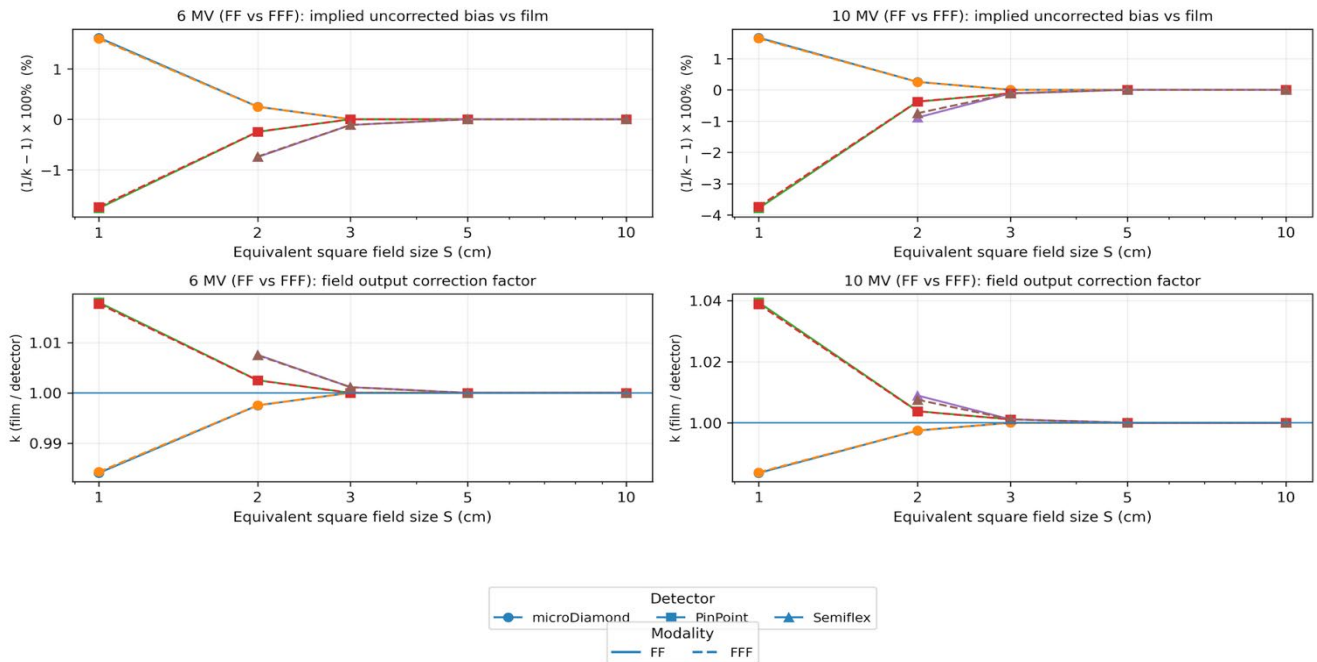 6 MV (FF vs FFF): implied uncorrected bias vs film
(1/k − 1) × 100% (%)
1
0
−1
1
2
3
5
10
Equivalent square field size S (cm)
10 MV (FF vs FFF): implied uncorrected bias vs film
(1/k − 1) × 100% (%)
1
0
−1
−2
−3
−4
1
2
3
5
10
Equivalent square field size S (cm)
6 MV (FF vs FFF): field output correction factor
k (film / detector)
1.01
1.00
0.99
1
2
3
5
10
Equivalent square field size S (cm)
10 MV (FF vs FFF): field output correction factor
k (film / detector)
1.04
1.02
1.00
1
2
3
5
10
Equivalent square field size S (cm)
Detector
microDiamond PinPoint Semiflex
Modality
FF FFF